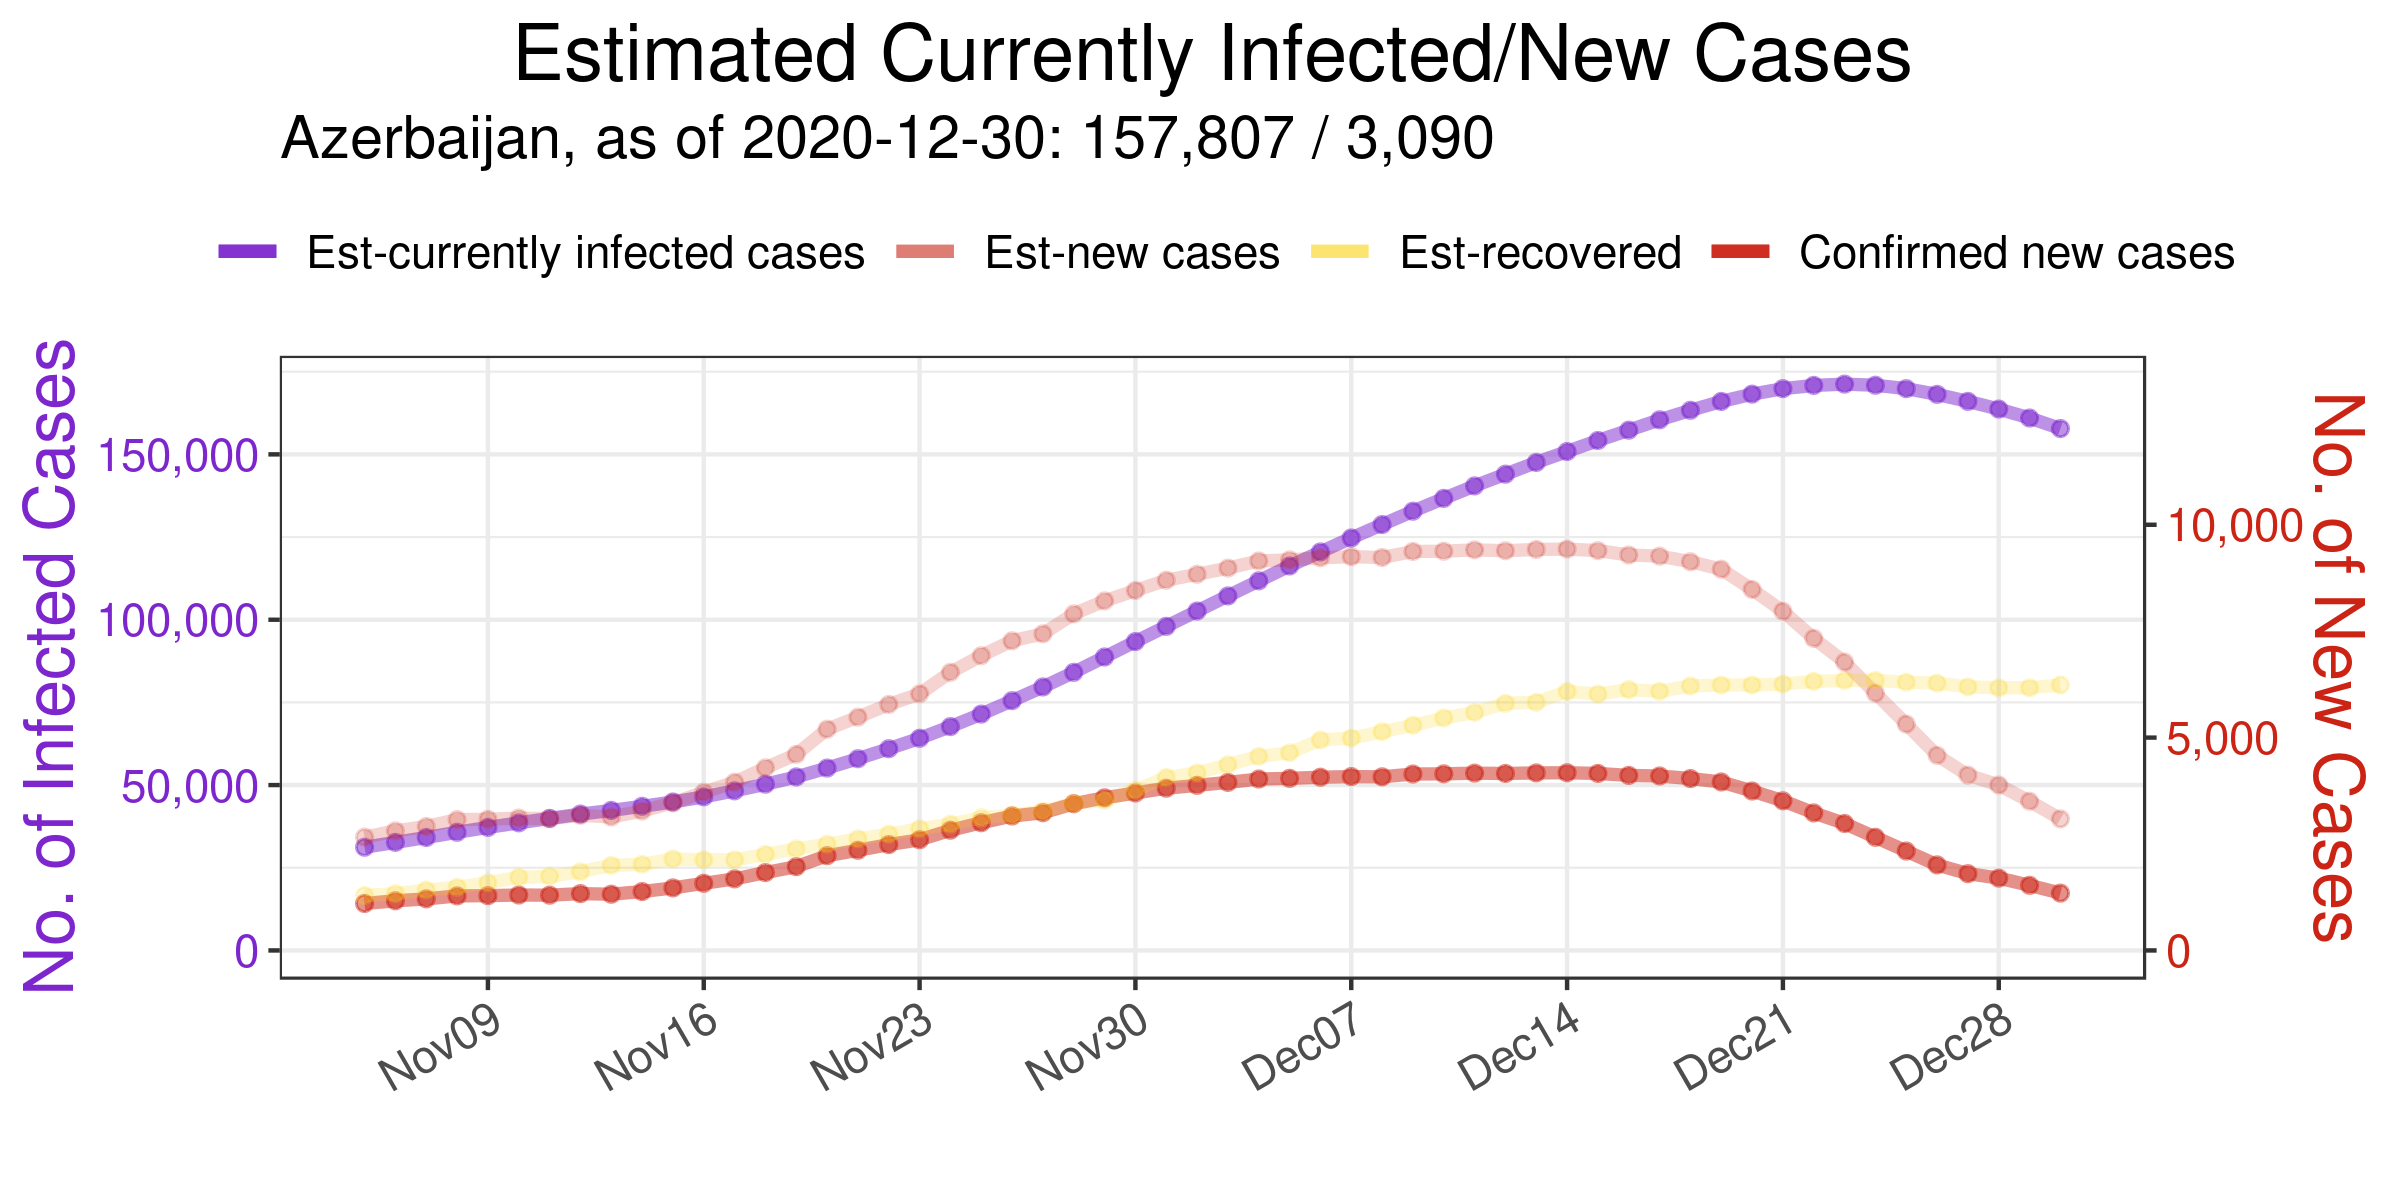 Estimated Currently Infected/New Cases
Azerbaijan, as of 2020-12-30: 157,807 / 3,090
Est-currently infected cases Est-new cases Est-recovered Confirmed new cases
No. of Infected Cases
150,000
100,000
50,000
0
No. of New Cases
10,000
5,000
0
Nov09 Nov16 Nov23 Nov30 Dec07 Dec14 Dec21 Dec28